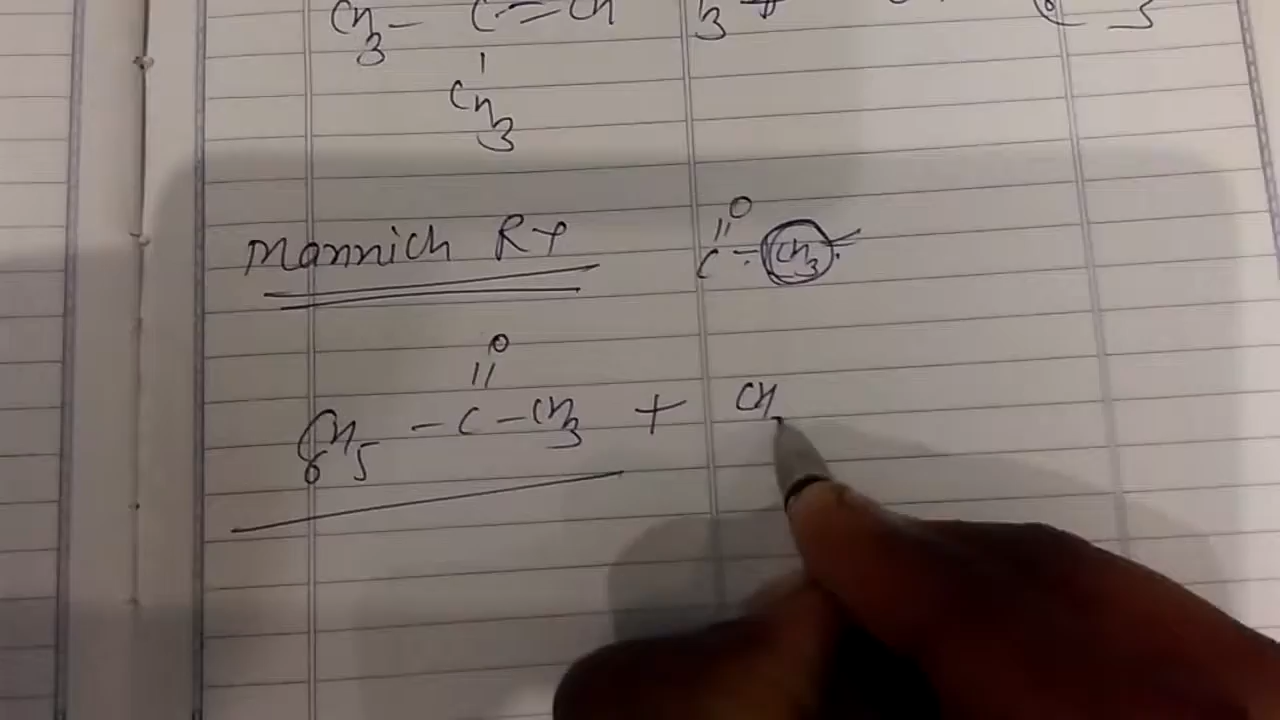 CH3 - C = CH
CH3
Mannich Rx
O
C - CH3
O
C6H5 - C - CH3 + CH